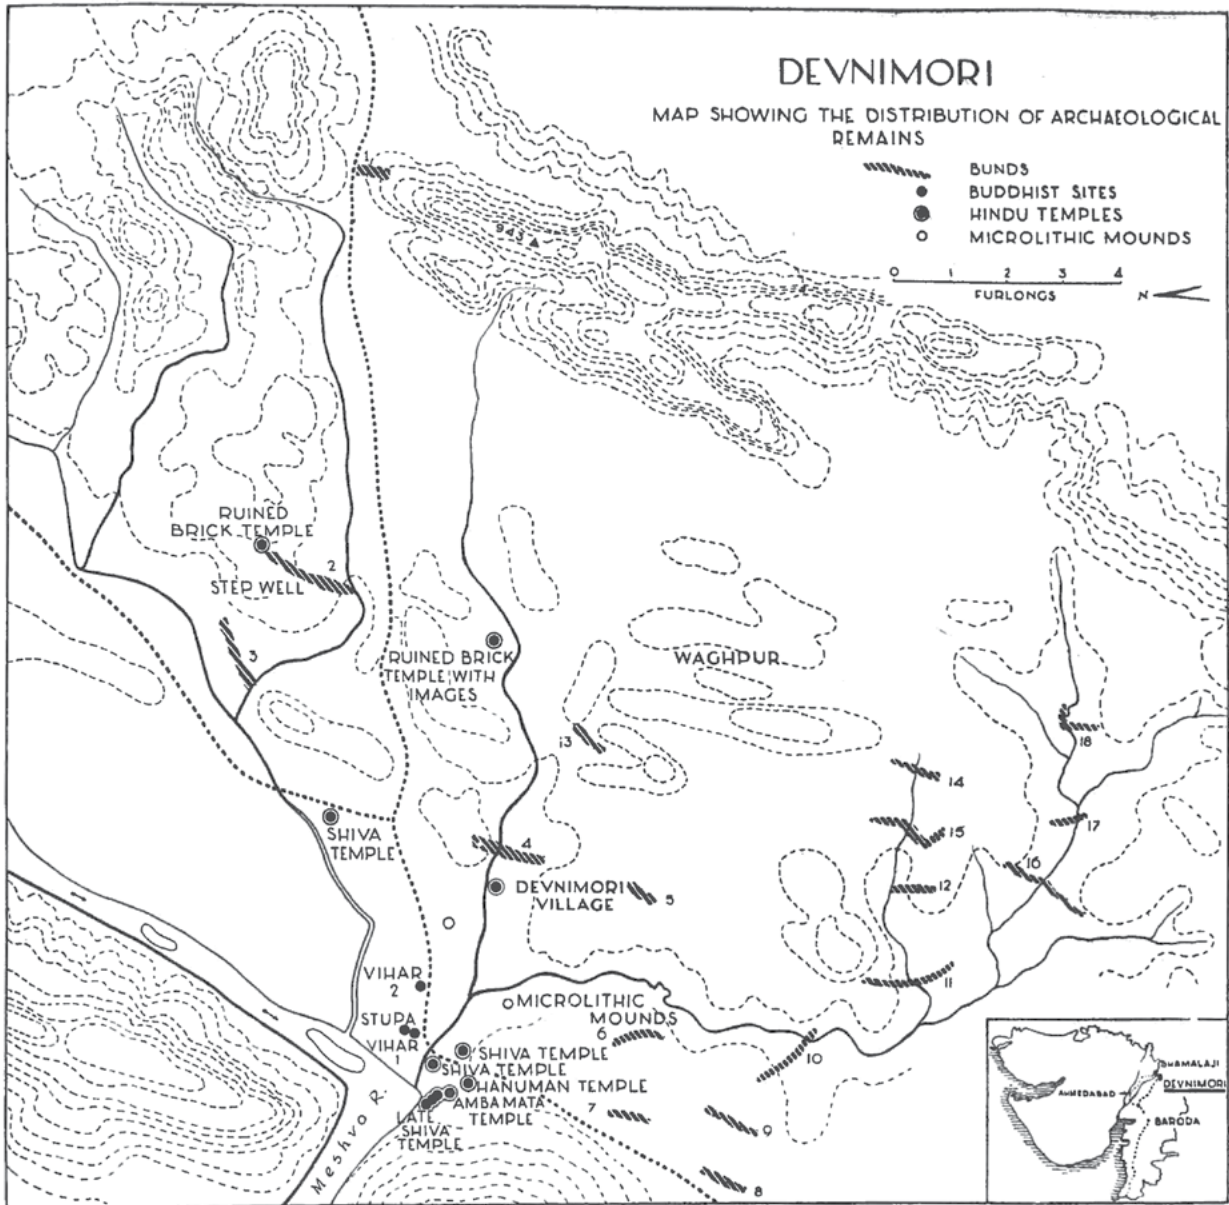 DEVNIMORI
MAP SHOWING THE DISTRIBUTION OF ARCHAEOLOGICAL
REMAINS
BUNDS
BUDDHIST SITES
HINDU TEMPLES
MICROLITHIC MOUNDS
0 1 2 3 4
FURLONGS
N
1
943
RUINED
BRICK TEMPLE
2
STEP WELL
3
RUINED BRICK
TEMPLE WITH
IMAGES
WAGHPUR
13
14
18
SHIVA
TEMPLE
15
17
4
16
DEVNIMORI
VILLAGE
5
12
VIHAR
2
11
MICROLITHIC
MOUNDS
STUPA
VIHAR
1
6
10
SHIVA TEMPLE
SHIVA TEMPLE
HANUMAN TEMPLE
AMBAMATA
TEMPLE
LATE
SHIVA
TEMPLE
7
9
8
Meshvo R.
SHAMALAJI
DEVNIMORI
AHMEDABAD
BARODA